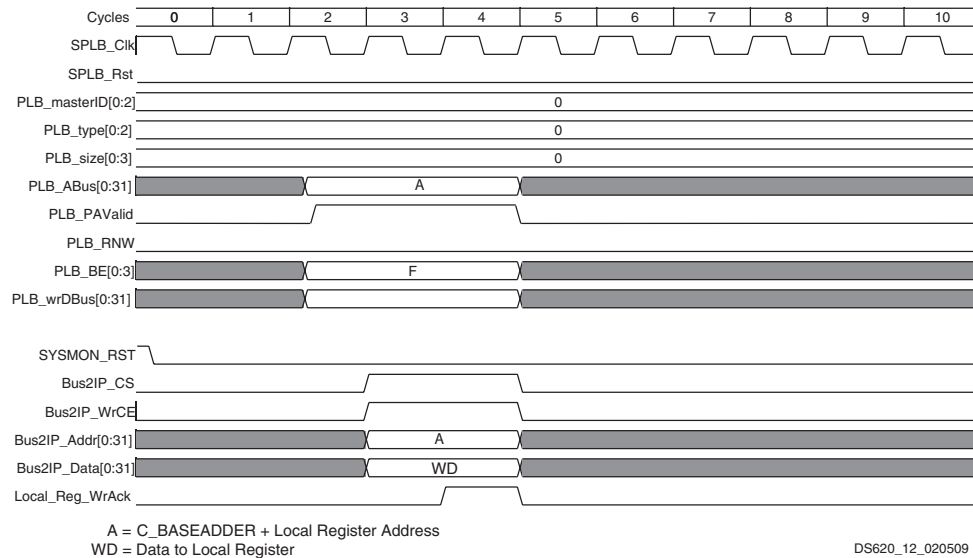 Cycles 0 1 2 3 4 5 6 7 8 9 10
SPLB_Clk
SPLB_Rst
PLB_masterID[0:2] 0
PLB_type[0:2] 0
PLB_size[0:3] 0
PLB_ABus[0:31] A
PLB_PAValid
PLB_RNW
PLB_BE[0:3] F
PLB_wrDBus[0:31]
SYSMON_RST
Bus2IP_CS
Bus2IP_WrCE
Bus2IP_Addr[0:31] A
Bus2IP_Data[0:31] WD
Local_Reg_WrAck
A = C_BASEADDER + Local Register Address
WD = Data to Local Register
DS620_12_020509